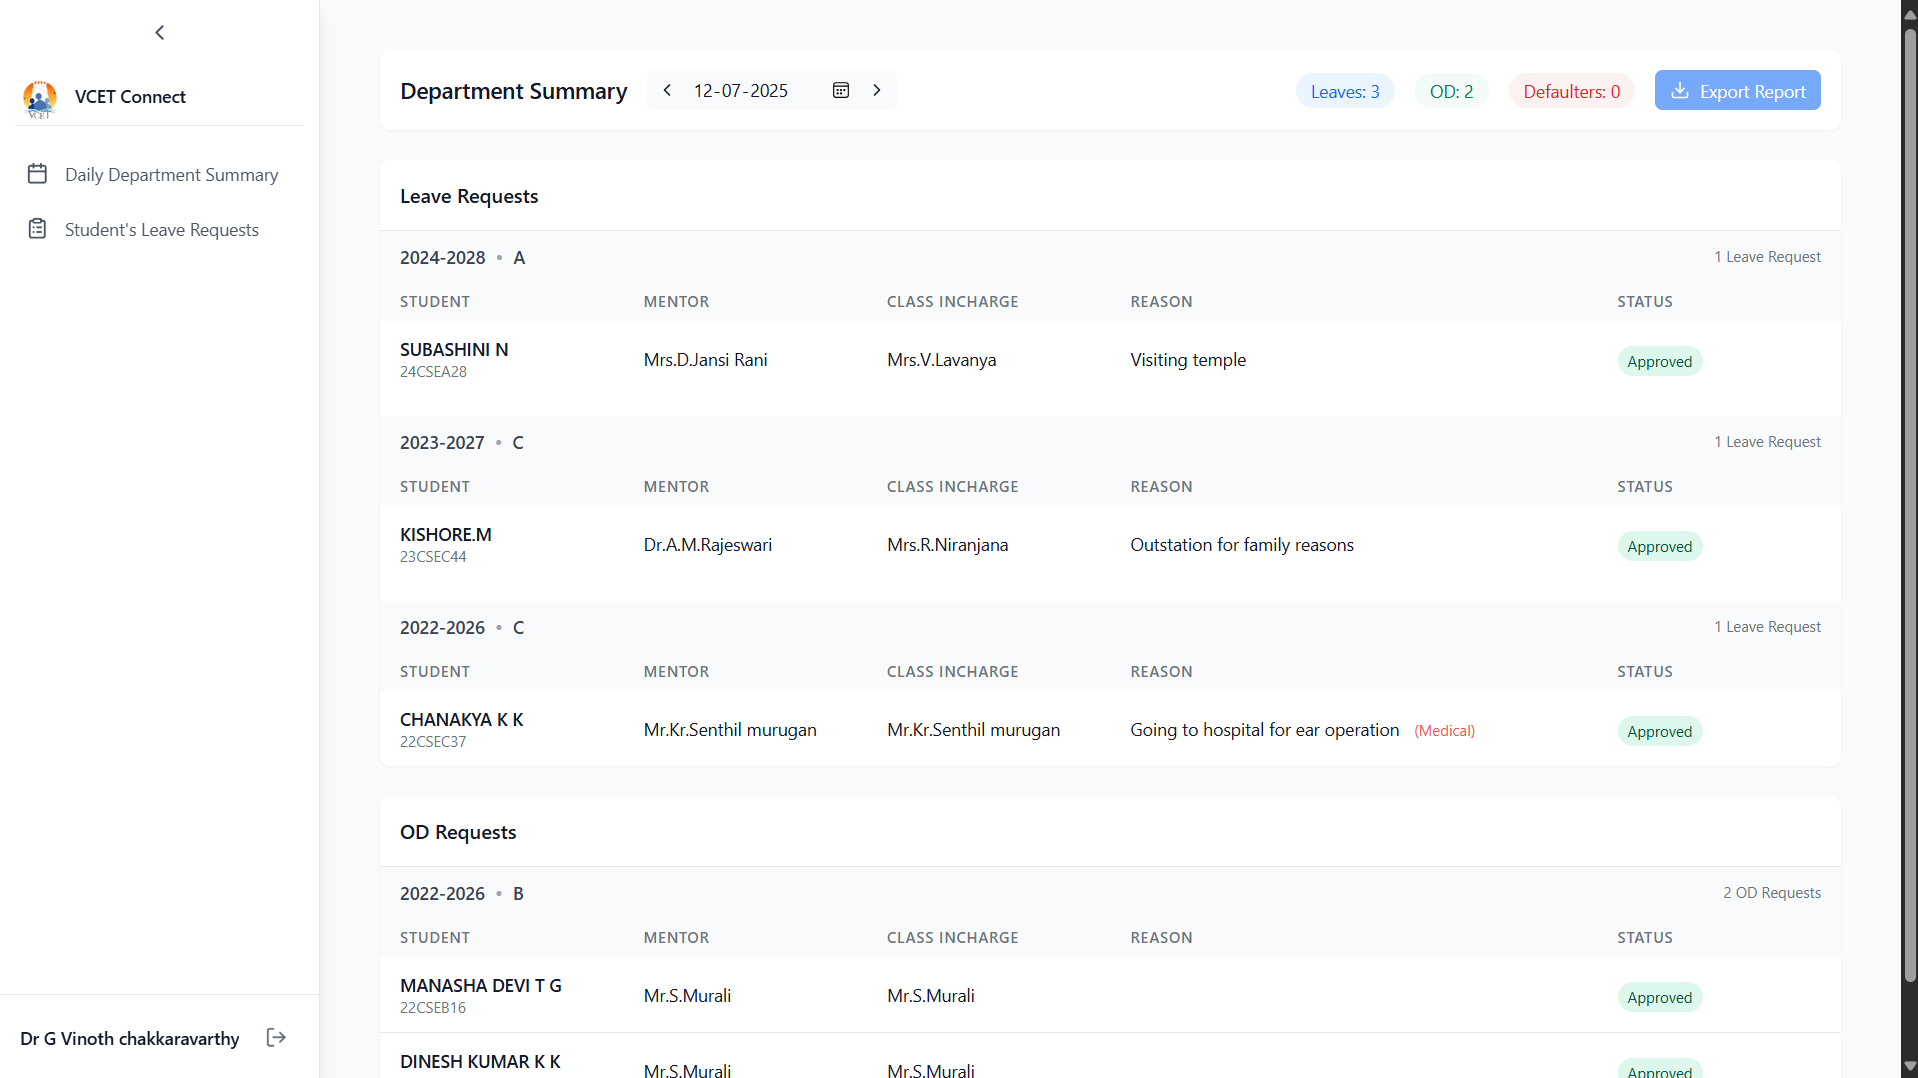 VCET
VCET Connect
Daily Department Summary
Student's Leave Requests
Dr G Vinoth chakkaravarthy
Department Summary
12-07-2025
Leaves: 3
OD: 2
Defaulters: 0
Export Report
Leave Requests
2024-2028 • A
1 Leave Request
STUDENT MENTOR CLASS INCHARGE REASON STATUS
SUBASHINI N
24CSEA28
Mrs.D.Jansi Rani
Mrs.V.Lavanya
Visiting temple
Approved
2023-2027 • C
1 Leave Request
STUDENT MENTOR CLASS INCHARGE REASON STATUS
KISHORE.M
23CSEC44
Dr.A.M.Rajeswari
Mrs.R.Niranjana
Outstation for family reasons
Approved
2022-2026 • C
1 Leave Request
STUDENT MENTOR CLASS INCHARGE REASON STATUS
CHANAKYA K K
22CSEC37
Mr.Kr.Senthil murugan
Mr.Kr.Senthil murugan
Going to hospital for ear operation (Medical)
Approved
OD Requests
2022-2026 • B
2 OD Requests
STUDENT MENTOR CLASS INCHARGE REASON STATUS
MANASHA DEVI T G
22CSEB16
Mr.S.Murali
Mr.S.Murali
Approved
DINESH KUMAR K K
Mr.S.Murali
Mr.S.Murali
Approved